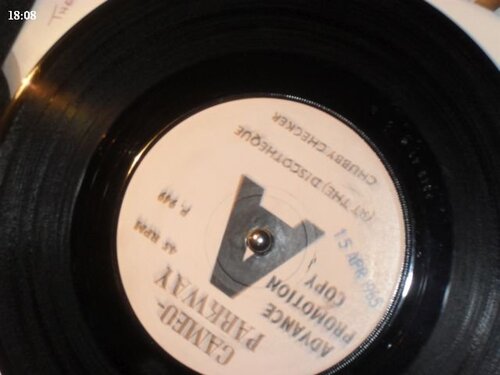 18:08
CAMEO-
PARKWAY
ADVANCE
PROMOTION
COPY
15 APR 1965
A
45 RPM
P. 949
(AT THE) DISCOTHEQUE
CHUBBY CHECKER